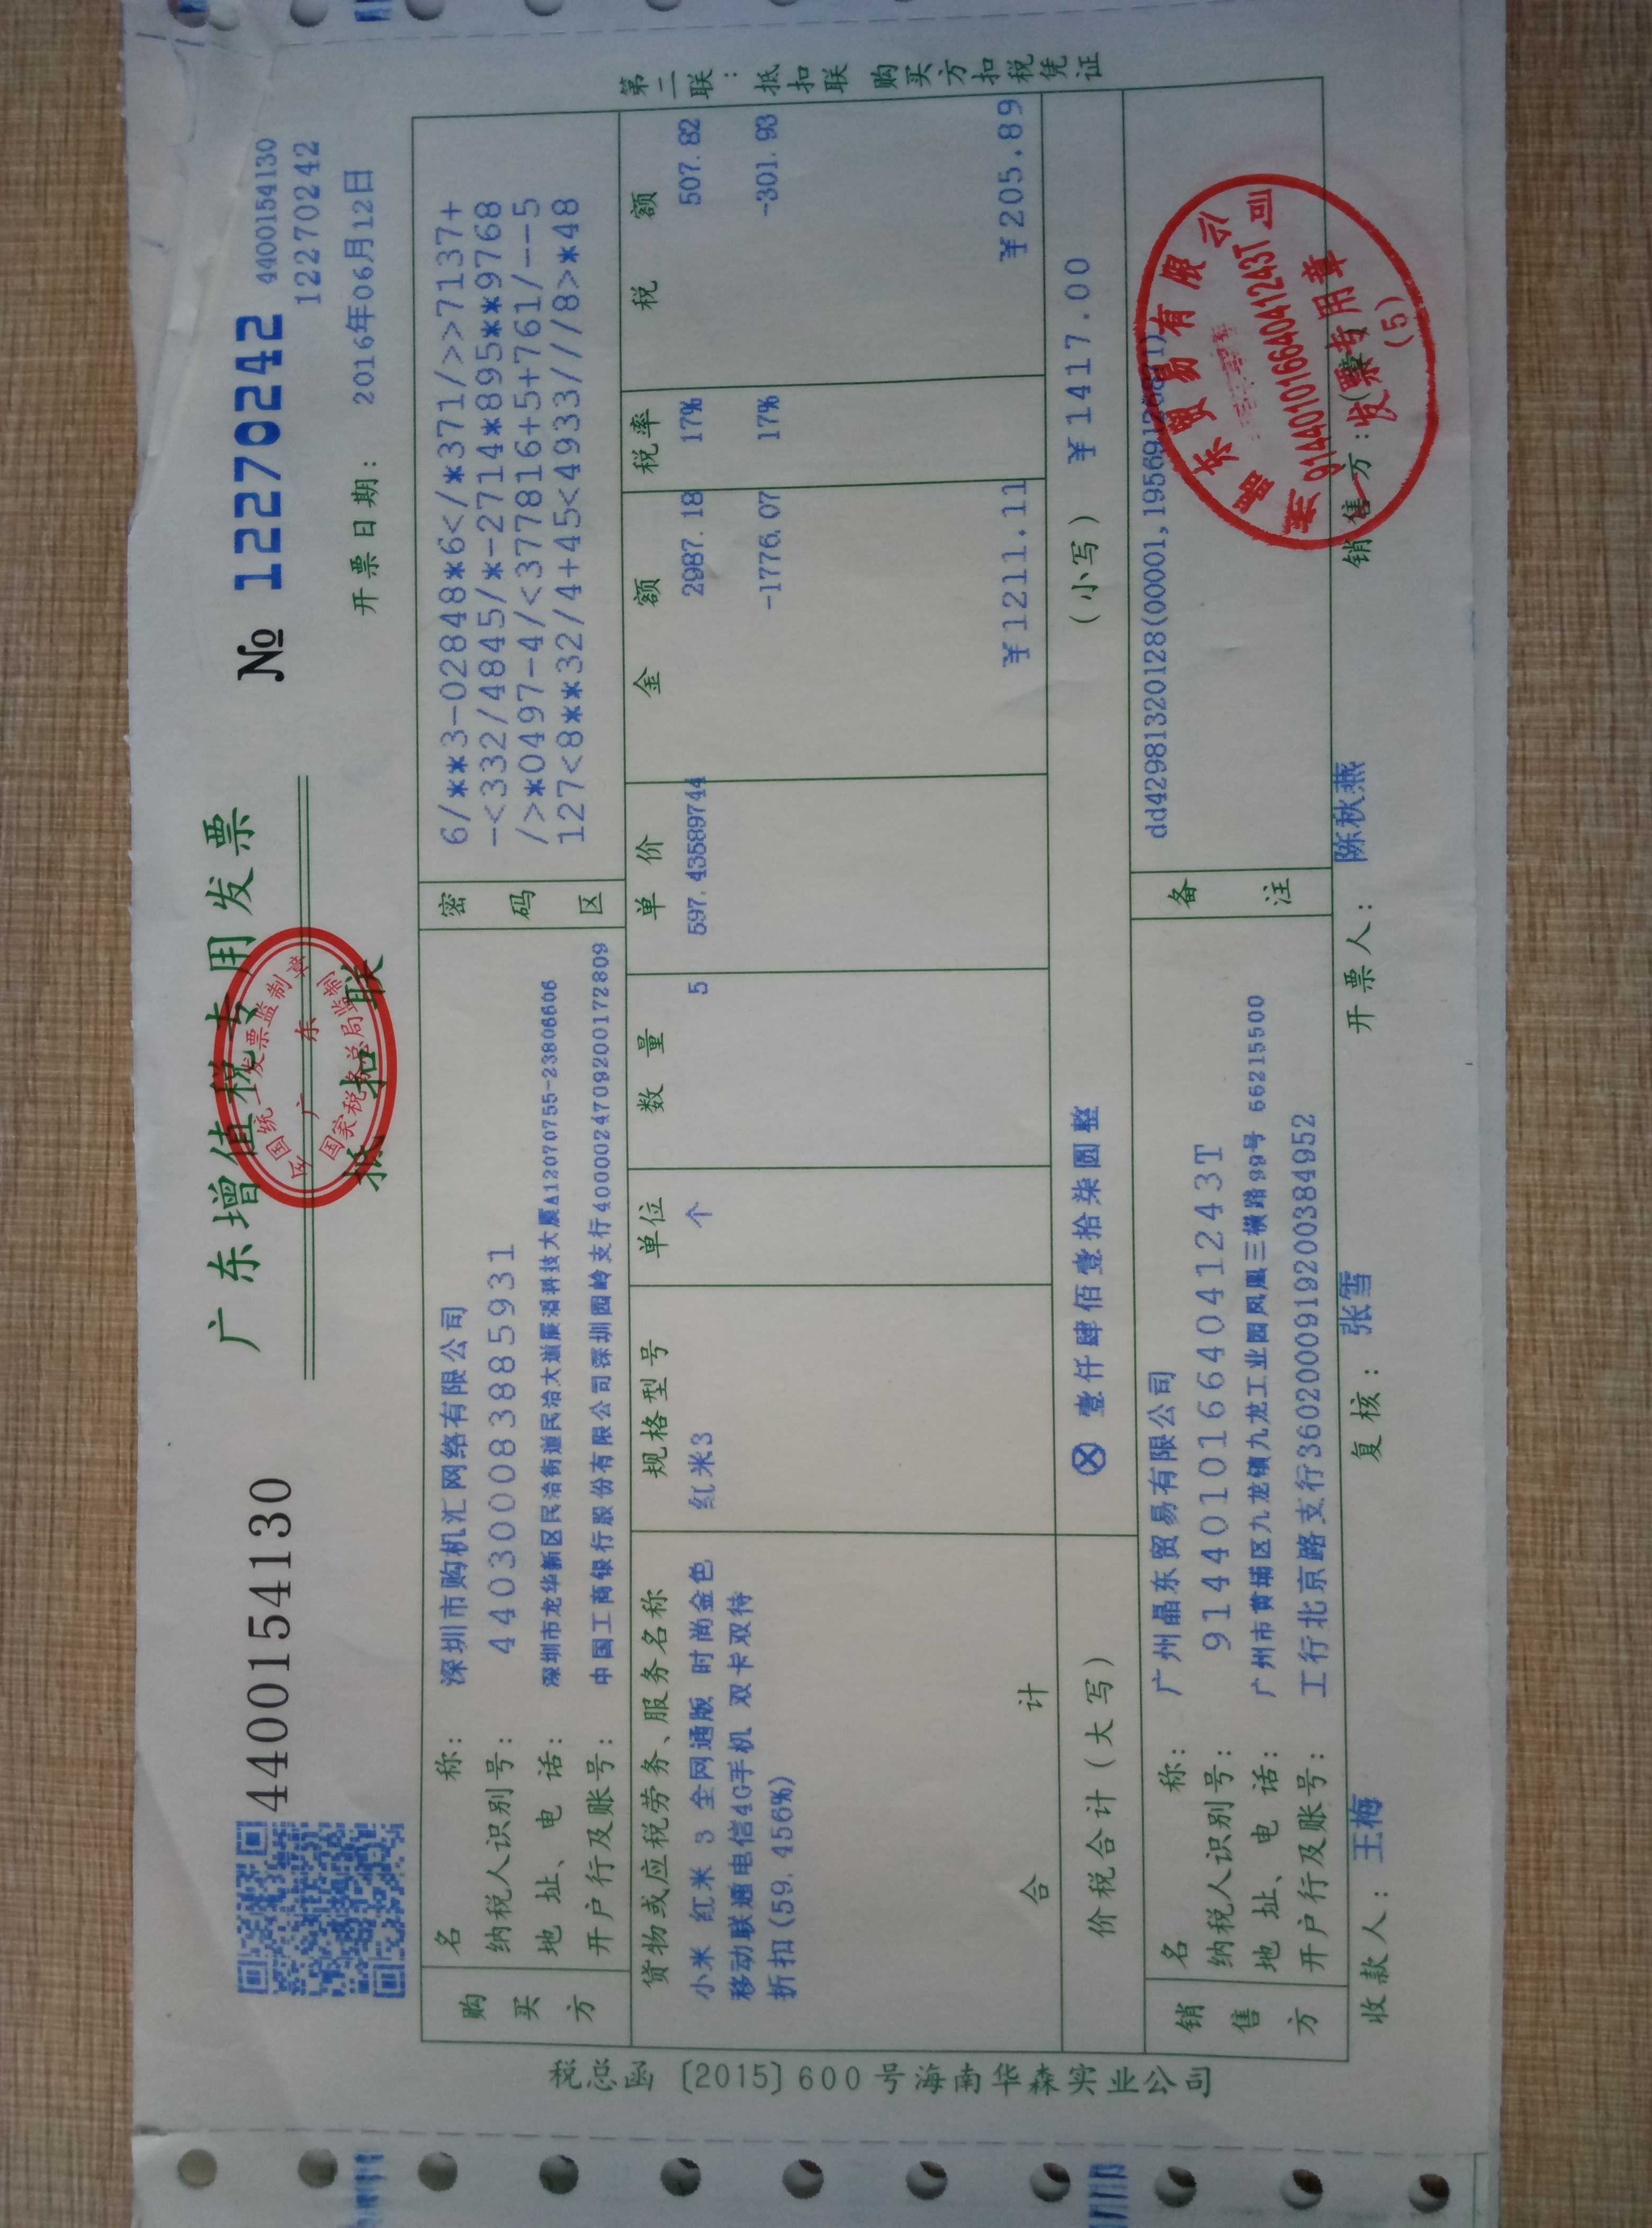 广东增值税专用发票
4400154130
№ 12270242
4400154130
12270242
全国统一发票监制章
广 东
国家税务总局监制
抵扣联
开票日期: 2016年06月12日
购买方
名 称: 深圳市购机汇网络有限公司
纳税人识别号: 440300083885931
地 址、电 话: 深圳市龙华新区民治街道民治大道展滔科技大厦A12070755-23806606
开户行及账号: 中国工商银行股份有限公司深圳园岭支行4000024709200172809
密码区
6/**3-02848*6</*371/>>7137+
-<332/4845/*-2714*895**9768
/>*0497-4/<377816+5+761/--5
127<8**32/4+45<4933///8>*48
货物或应税劳务、服务名称 规格型号 单位 数 量 单 价 金 额 税率 税 额
小米 红米 3 全网通版 时尚金色 红米3 个 5 597.43589744 2987.18 17% 507.82
移动联通电信4G手机 双卡双待
折扣(59.456%) -1776.07 17% -301.93
合 计 ¥1211.11 ¥205.89
价税合计(大写) ⊗ 壹仟肆佰壹拾柒圆整 (小写) ¥1417.00
销售方
名 称: 广州晶东贸易有限公司
纳税人识别号: 91440101664041243T
地 址、电 话: 广州市黄埔区九龙镇九龙工业园凤凰三横路99号 66215500
开户行及账号: 工行北京路支行3602000919200384952
备注
dd42981320128(00001,19569126871)
收款人: 王梅 复核: 张雪 开票人: 陈秋燕 销售方:(章)
州晶东贸易有限公司
91440101664041243T
发票专用章
(5)
税总函〔2015〕600号海南华森实业公司
第二联:抵扣联 购买方扣税凭证